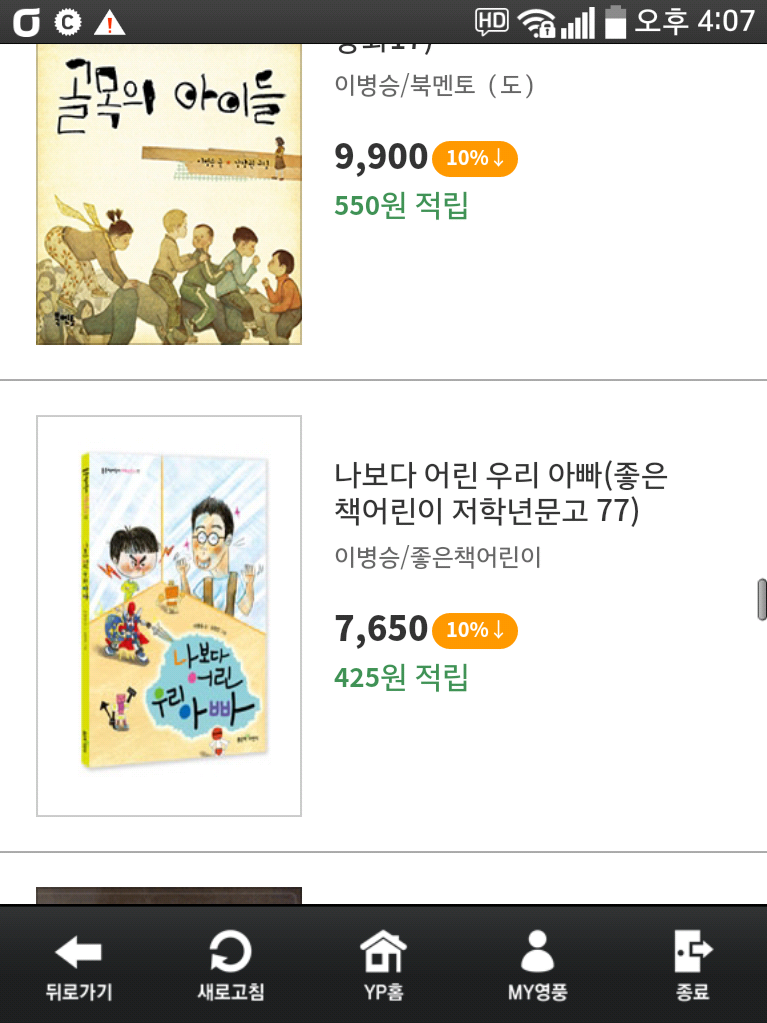 오후 4:07
HD
골목의 아이들
이병승/북멘토 (도)
9,900 10%↓
550원 적립
나보다 어린 우리 아빠(좋은
책어린이 저학년문고 77)
이병승/좋은책어린이
7,650 10%↓
425원 적립
나보다
어린
우리
아빠
뒤로가기
새로고침
YP홈
MY영풍
종료